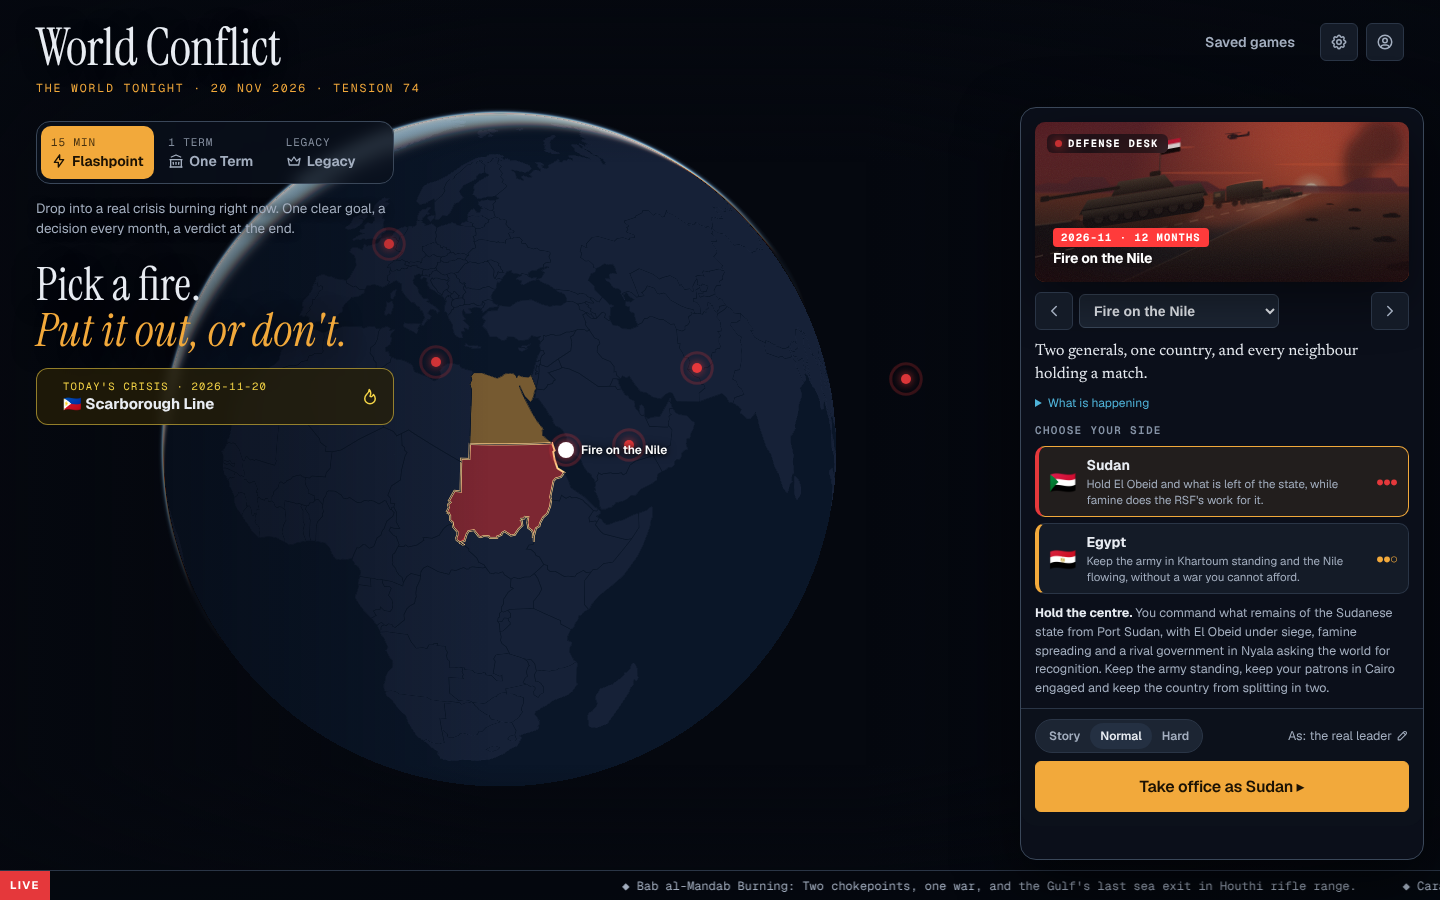 World Conflict
Saved games
THE WORLD TONIGHT · 20 NOV 2026 · TENSION 74
15 MIN
Flashpoint
1 TERM
One Term
LEGACY
Legacy
Drop into a real crisis burning right now. One clear goal, a
decision every month, a verdict at the end.
Pick a fire.
Put it out, or don't.
TODAY'S CRISIS · 2026-11-20
Scarborough Line
Fire on the Nile
DEFENSE DESK
2026-11 · 12 MONTHS
Fire on the Nile
Fire on the Nile
Two generals, one country, and every neighbour
holding a match.
What is happening
CHOOSE YOUR SIDE
Sudan
Hold El Obeid and what is left of the state, while
famine does the RSF's work for it.
Egypt
Keep the army in Khartoum standing and the Nile
flowing, without a war you cannot afford.
Hold the centre. You command what remains of the Sudanese
state from Port Sudan, with El Obeid under siege, famine
spreading and a rival government in Nyala asking the world for
recognition. Keep the army standing, keep your patrons in Cairo
engaged and keep the country from splitting in two.
Story Normal Hard
As: the real leader
Take office as Sudan ▸
LIVE
◆ Bab al-Mandab Burning: Two chokepoints, one war, and the Gulf's last sea exit in Houthi rifle range.
◆ Car